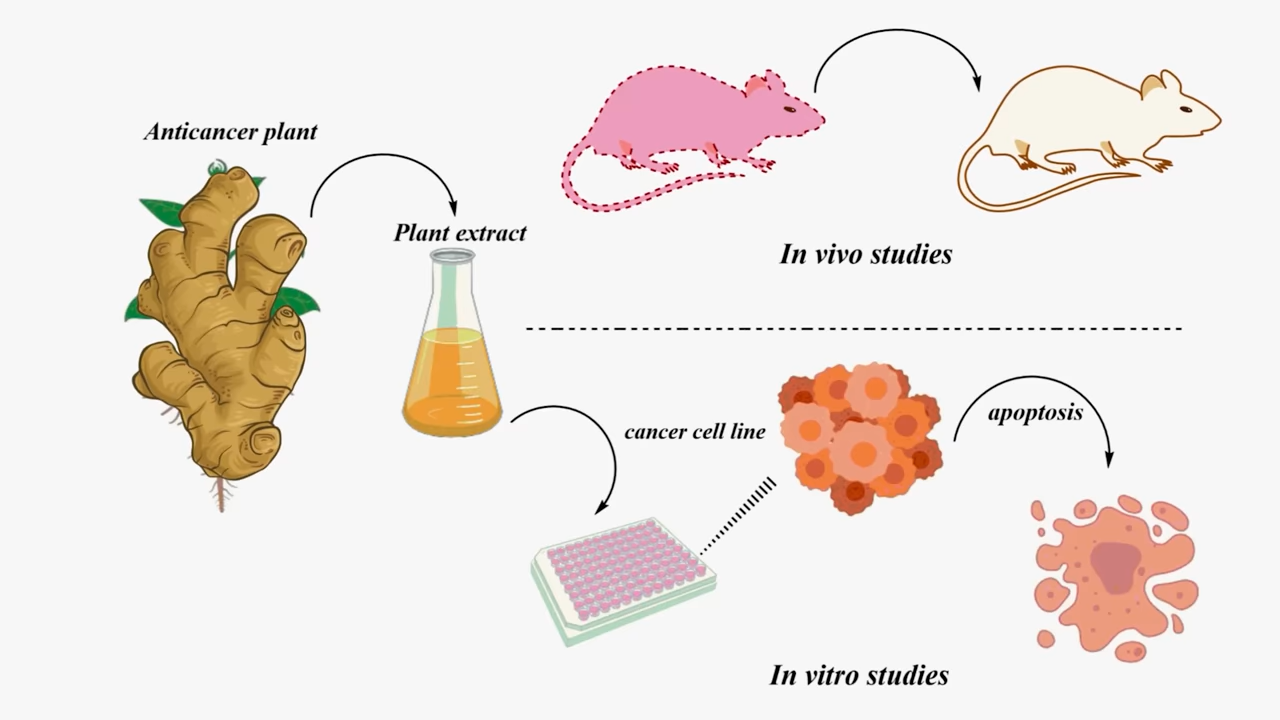 Anticancer plant
Plant extract
In vivo studies
cancer cell line
apoptosis
In vitro studies